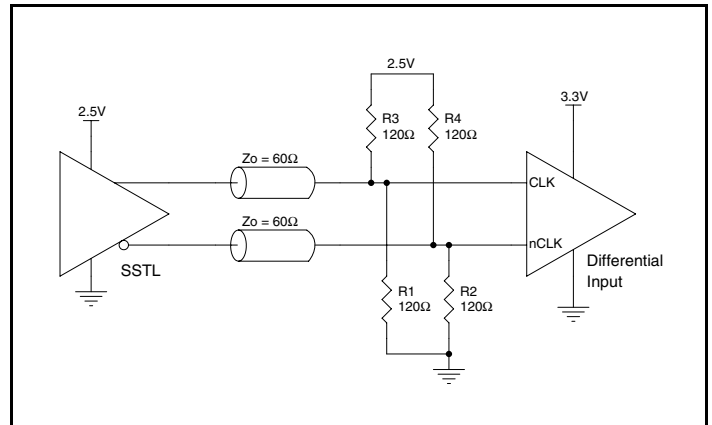 2.5V
2.5V
3.3V
R3
120Ω
R4
120Ω
Zo = 60Ω
CLK
Zo = 60Ω
nCLK
SSTL
Differential
Input
R1
120Ω
R2
120Ω